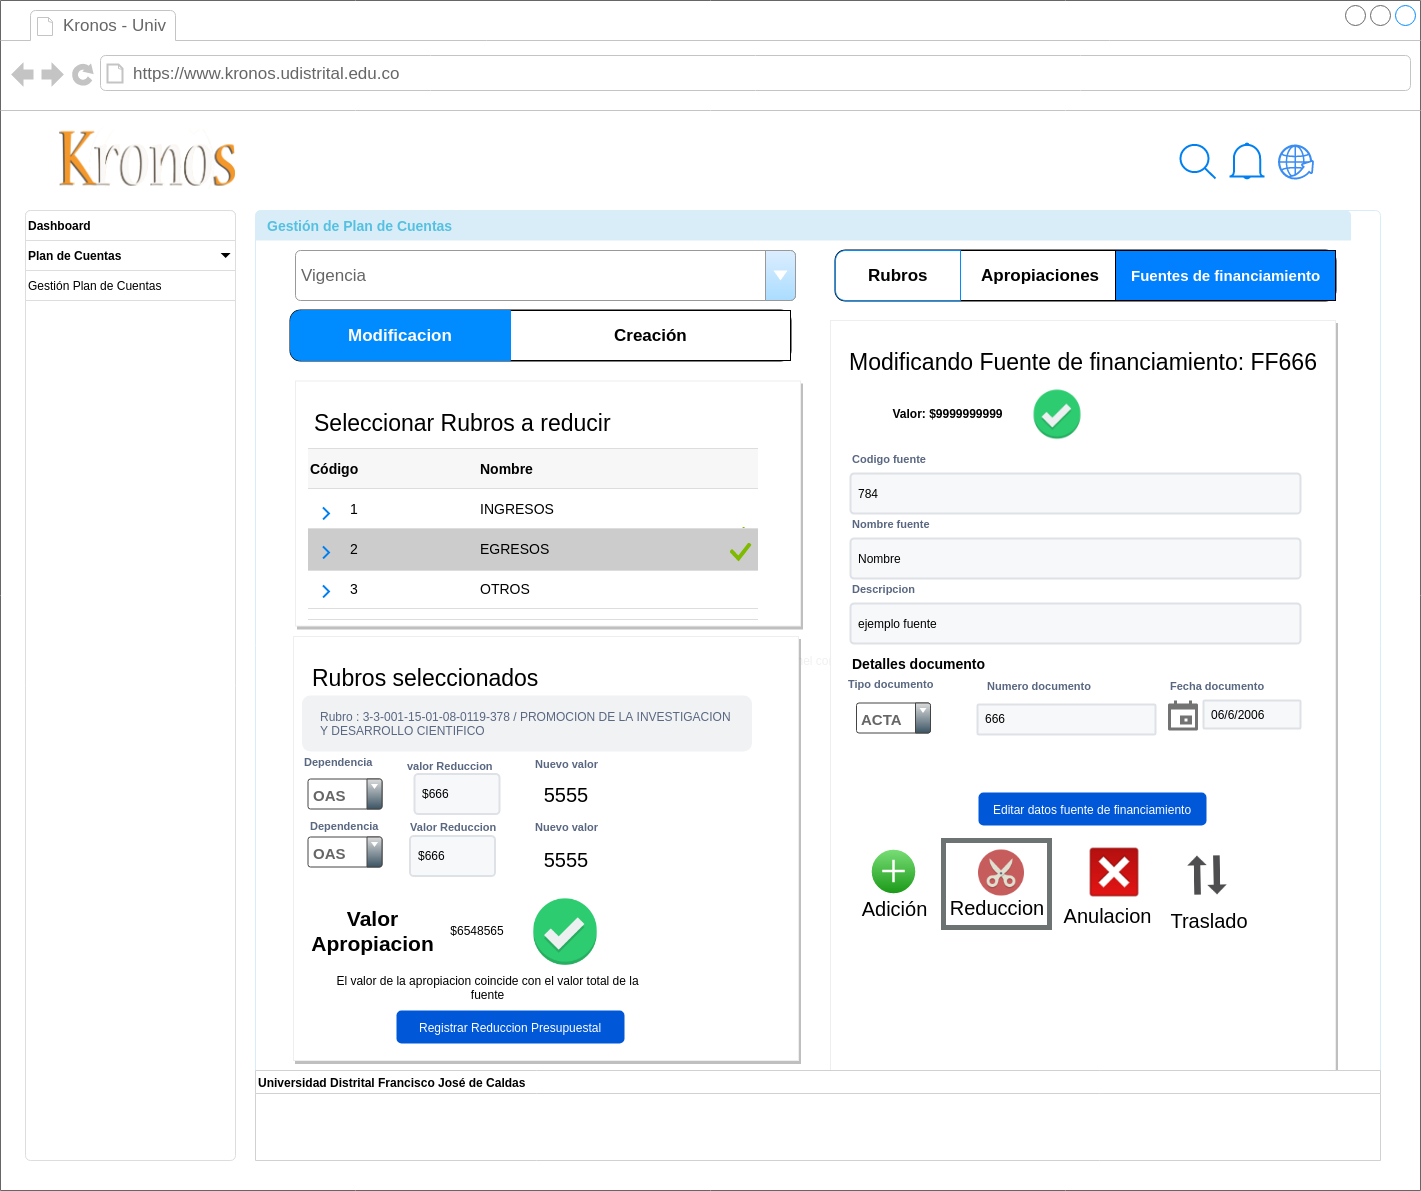 Kronos - Univ
https://www.kronos.udistrital.edu.co
Kronos
Dashboard
Plan de Cuentas
Gestión Plan de Cuentas
Gestión de Plan de Cuentas
Vigencia
Modificacion
Creación
Seleccionar Rubros a reducir
Código Nombre
1 INGRESOS
2 EGRESOS
3 OTROS
Rubros seleccionados
Rubro : 3-3-001-15-01-08-0119-378 / PROMOCION DE LA INVESTIGACION
Y DESARROLLO CIENTIFICO
Dependencia valor Reduccion Nuevo valor
OAS $666 5555
Dependencia Valor Reduccion Nuevo valor
OAS $666 5555
Valor
Apropiacion
$6548565
El valor de la apropiacion coincide con el valor total de la
fuente
Registrar Reduccion Presupuestal
Rubros
Apropiaciones
Fuentes de financiamiento
Modificando Fuente de financiamiento: FF666
Valor: $9999999999
Codigo fuente
784
Nombre fuente
Nombre
Descripcion
ejemplo fuente
Detalles documento
Tipo documento Numero documento Fecha documento
ACTA 666 06/6/2006
Editar datos fuente de financiamiento
Adición
Reduccion
Anulacion
Traslado
Universidad Distrital Francisco José de Caldas